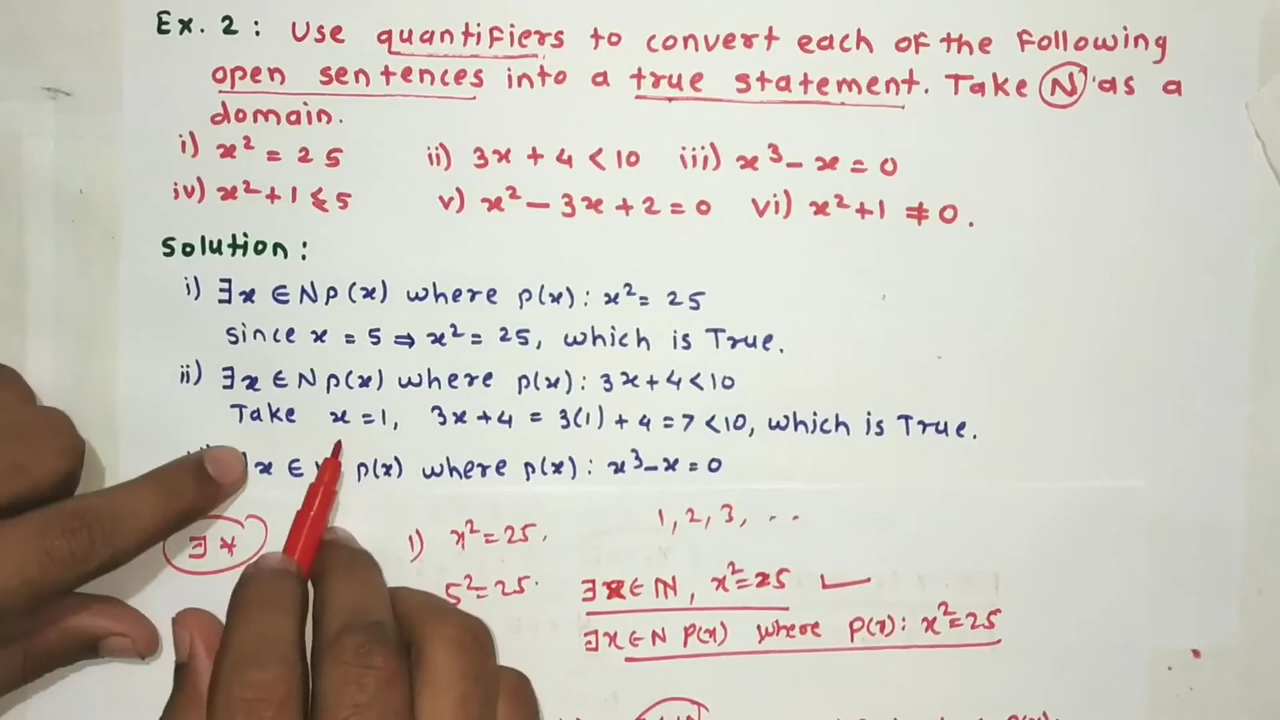 Ex. 2 : Use quantifiers to convert each of the following
open sentences into a true statement. Take N as a
domain.
i) x² = 25 ii) 3x + 4 < 10 iii) x³ - x = 0
iv) x² + 1 ≤ 5 v) x² - 3x + 2 = 0 vi) x² + 1 ≠ 0.
Solution :
i) ∃x ∈ N p(x) where p(x) : x² = 25
since x = 5 ⇒ x² = 25, which is True.
ii) ∃x ∈ N p(x) where p(x) : 3x + 4 < 10
Take x = 1, 3x + 4 = 3(1) + 4 = 7 < 10, which is True.
∃x ∈ p(x) where p(x) : x³ - x = 0
1, 2, 3, ..
1) x² = 25.
5² = 25.
∃x ∈ N, x² = 25
∃x ∈ N p(x) where p(x) : x² = 25